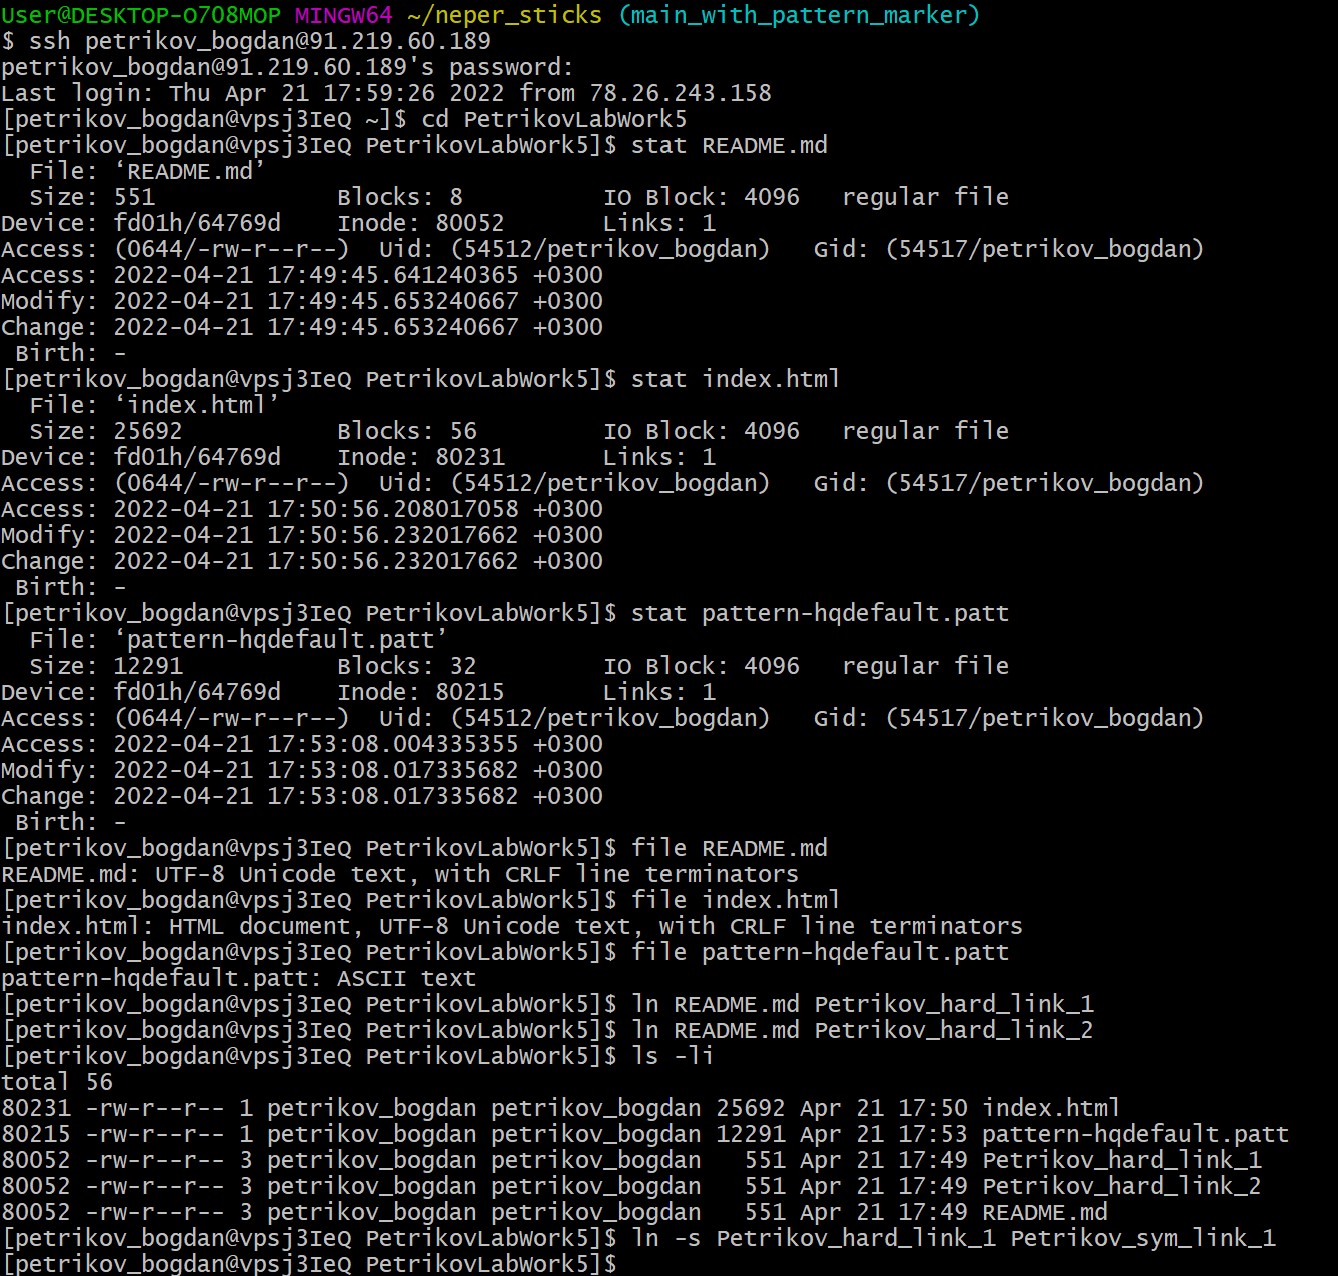 User@DESKTOP-O708MOP MINGW64 ~/neper_sticks (main_with_pattern_marker)
$ ssh petrikov_bogdan@91.219.60.189
petrikov_bogdan@91.219.60.189's password:
Last login: Thu Apr 21 17:59:26 2022 from 78.26.243.158
[petrikov_bogdan@vpsj3IeQ ~]$ cd PetrikovLabWork5
[petrikov_bogdan@vpsj3IeQ PetrikovLabWork5]$ stat README.md
  File: ‘README.md’
  Size: 551             Blocks: 8          IO Block: 4096   regular file
Device: fd01h/64769d    Inode: 80052       Links: 1
Access: (0644/-rw-r--r--)  Uid: (54512/petrikov_bogdan)   Gid: (54517/petrikov_bogdan)
Access: 2022-04-21 17:49:45.641240365 +0300
Modify: 2022-04-21 17:49:45.653240667 +0300
Change: 2022-04-21 17:49:45.653240667 +0300
 Birth: -
[petrikov_bogdan@vpsj3IeQ PetrikovLabWork5]$ stat index.html
  File: ‘index.html’
  Size: 25692           Blocks: 56         IO Block: 4096   regular file
Device: fd01h/64769d    Inode: 80231       Links: 1
Access: (0644/-rw-r--r--)  Uid: (54512/petrikov_bogdan)   Gid: (54517/petrikov_bogdan)
Access: 2022-04-21 17:50:56.208017058 +0300
Modify: 2022-04-21 17:50:56.232017662 +0300
Change: 2022-04-21 17:50:56.232017662 +0300
 Birth: -
[petrikov_bogdan@vpsj3IeQ PetrikovLabWork5]$ stat pattern-hqdefault.patt
  File: ‘pattern-hqdefault.patt’
  Size: 12291           Blocks: 32         IO Block: 4096   regular file
Device: fd01h/64769d    Inode: 80215       Links: 1
Access: (0644/-rw-r--r--)  Uid: (54512/petrikov_bogdan)   Gid: (54517/petrikov_bogdan)
Access: 2022-04-21 17:53:08.004335355 +0300
Modify: 2022-04-21 17:53:08.017335682 +0300
Change: 2022-04-21 17:53:08.017335682 +0300
 Birth: -
[petrikov_bogdan@vpsj3IeQ PetrikovLabWork5]$ file README.md
README.md: UTF-8 Unicode text, with CRLF line terminators
[petrikov_bogdan@vpsj3IeQ PetrikovLabWork5]$ file index.html
index.html: HTML document, UTF-8 Unicode text, with CRLF line terminators
[petrikov_bogdan@vpsj3IeQ PetrikovLabWork5]$ file pattern-hqdefault.patt
pattern-hqdefault.patt: ASCII text
[petrikov_bogdan@vpsj3IeQ PetrikovLabWork5]$ ln README.md Petrikov_hard_link_1
[petrikov_bogdan@vpsj3IeQ PetrikovLabWork5]$ ln README.md Petrikov_hard_link_2
[petrikov_bogdan@vpsj3IeQ PetrikovLabWork5]$ ls -li
total 56
80231 -rw-r--r-- 1 petrikov_bogdan petrikov_bogdan 25692 Apr 21 17:50 index.html
80215 -rw-r--r-- 1 petrikov_bogdan petrikov_bogdan 12291 Apr 21 17:53 pattern-hqdefault.patt
80052 -rw-r--r-- 3 petrikov_bogdan petrikov_bogdan   551 Apr 21 17:49 Petrikov_hard_link_1
80052 -rw-r--r-- 3 petrikov_bogdan petrikov_bogdan   551 Apr 21 17:49 Petrikov_hard_link_2
80052 -rw-r--r-- 3 petrikov_bogdan petrikov_bogdan   551 Apr 21 17:49 README.md
[petrikov_bogdan@vpsj3IeQ PetrikovLabWork5]$ ln -s Petrikov_hard_link_1 Petrikov_sym_link_1
[petrikov_bogdan@vpsj3IeQ PetrikovLabWork5]$